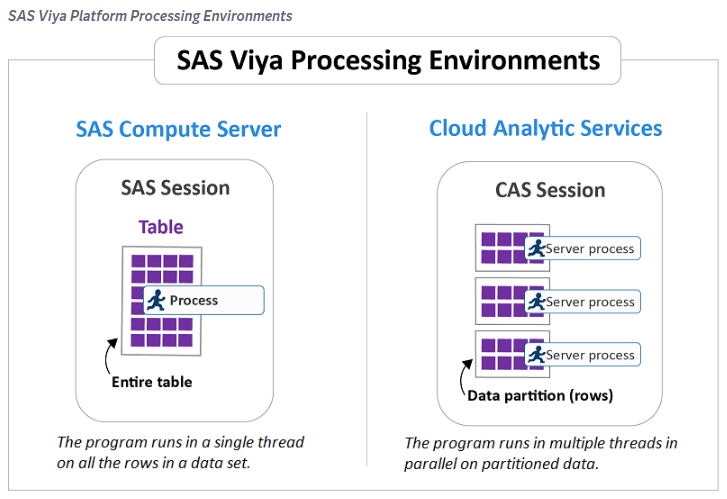 SAS Viya Platform Processing Environments
SAS Viya Processing Environments
SAS Compute Server
SAS Session
Table
Process
Entire table
The program runs in a single thread
on all the rows in a data set.
Cloud Analytic Services
CAS Session
Server process
Server process
Server process
Data partition (rows)
The program runs in multiple threads in
parallel on partitioned data.